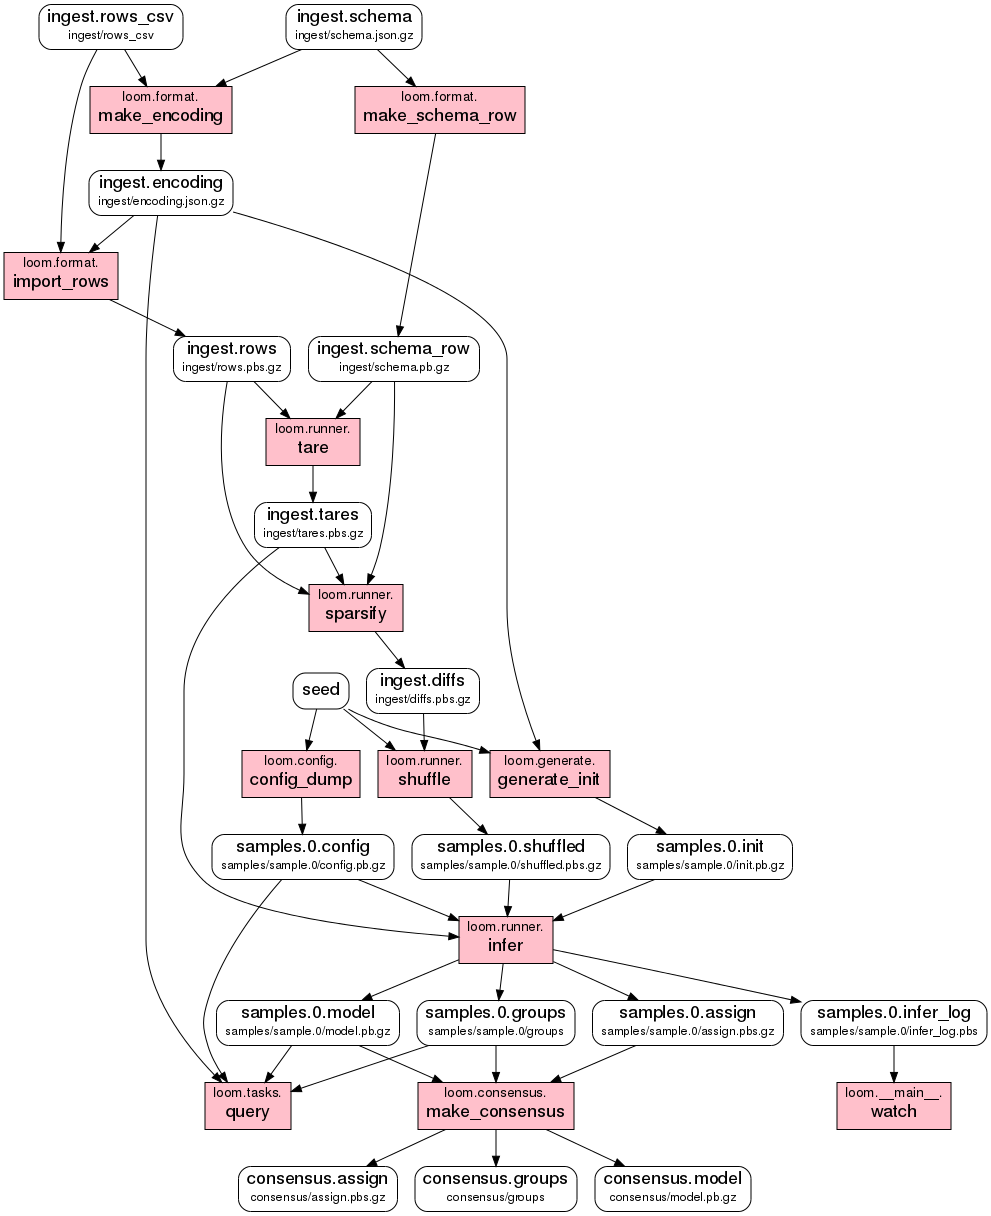 ingest.rows_csv
ingest/rows_csv
ingest.schema
ingest/schema.json.gz
loom.format.
make_encoding
loom.format.
make_schema_row
ingest.encoding
ingest/encoding.json.gz
loom.format.
import_rows
ingest.rows
ingest/rows.pbs.gz
ingest.schema_row
ingest/schema.pb.gz
loom.runner.
tare
ingest.tares
ingest/tares.pbs.gz
loom.runner.
sparsify
seed
ingest.diffs
ingest/diffs.pbs.gz
loom.config.
config_dump
loom.runner.
shuffle
loom.generate.
generate_init
samples.0.config
samples/sample.0/config.pb.gz
samples.0.shuffled
samples/sample.0/shuffled.pbs.gz
samples.0.init
samples/sample.0/init.pb.gz
loom.runner.
infer
samples.0.model
samples/sample.0/model.pb.gz
samples.0.groups
samples/sample.0/groups
samples.0.assign
samples/sample.0/assign.pbs.gz
samples.0.infer_log
samples/sample.0/infer_log.pbs
loom.tasks.
query
loom.consensus.
make_consensus
loom.__main__.
watch
consensus.assign
consensus/assign.pbs.gz
consensus.groups
consensus/groups
consensus.model
consensus/model.pb.gz